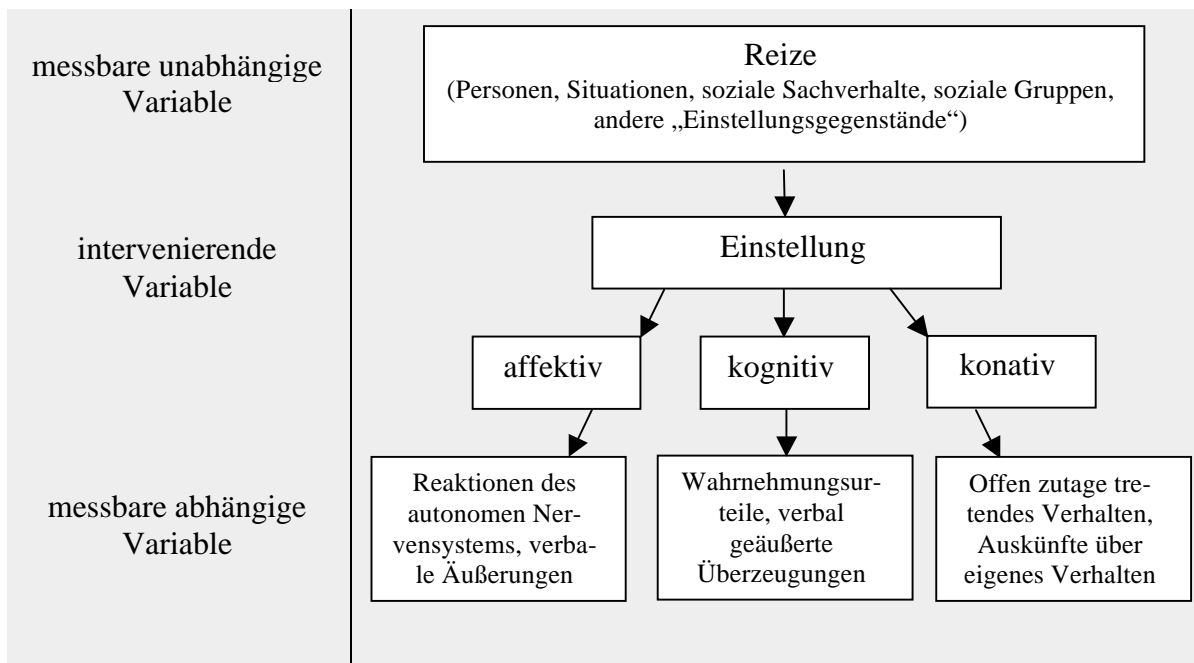 messbare unabhängige
Variable
Reize
(Personen, Situationen, soziale Sachverhalte, soziale Gruppen,
andere „Einstellungsgegenstände“)
intervenierende
Variable
Einstellung
affektiv
kognitiv
konativ
messbare abhängige
Variable
Reaktionen des
autonomen Ner-
vensystems, verba-
le Äußerungen
Wahrnehmungsur-
teile, verbal
geäußerte
Überzeugungen
Offen zutage tre-
tendes Verhalten,
Auskünfte über
eigenes Verhalten